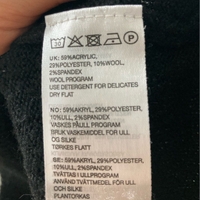 30 P
UK: 59%ACRYLIC,
29%POLYESTER, 10%WOOL,
2%SPANDEX
WOOL PROGRAM
USE DETERGENT FOR DELICATES
DRY FLAT
NO: 59%AKRYL, 29%POLYESTER,
10%ULL, 2%SPANDEX
VASKES PÅ ULL PROGRAM
BRUK VASKEMIDDEL FOR ULL
OG SILKE
TØRKES FLATT
SE: 59%AKRYL, 29%POLYESTER,
10%ULL, 2%SPANDEX
TVÄTTAS I ULLPROGRAM
ANVÄND TVÄTTMEDEL FÖR ULL
OCH SILKE
PLANTORKAS